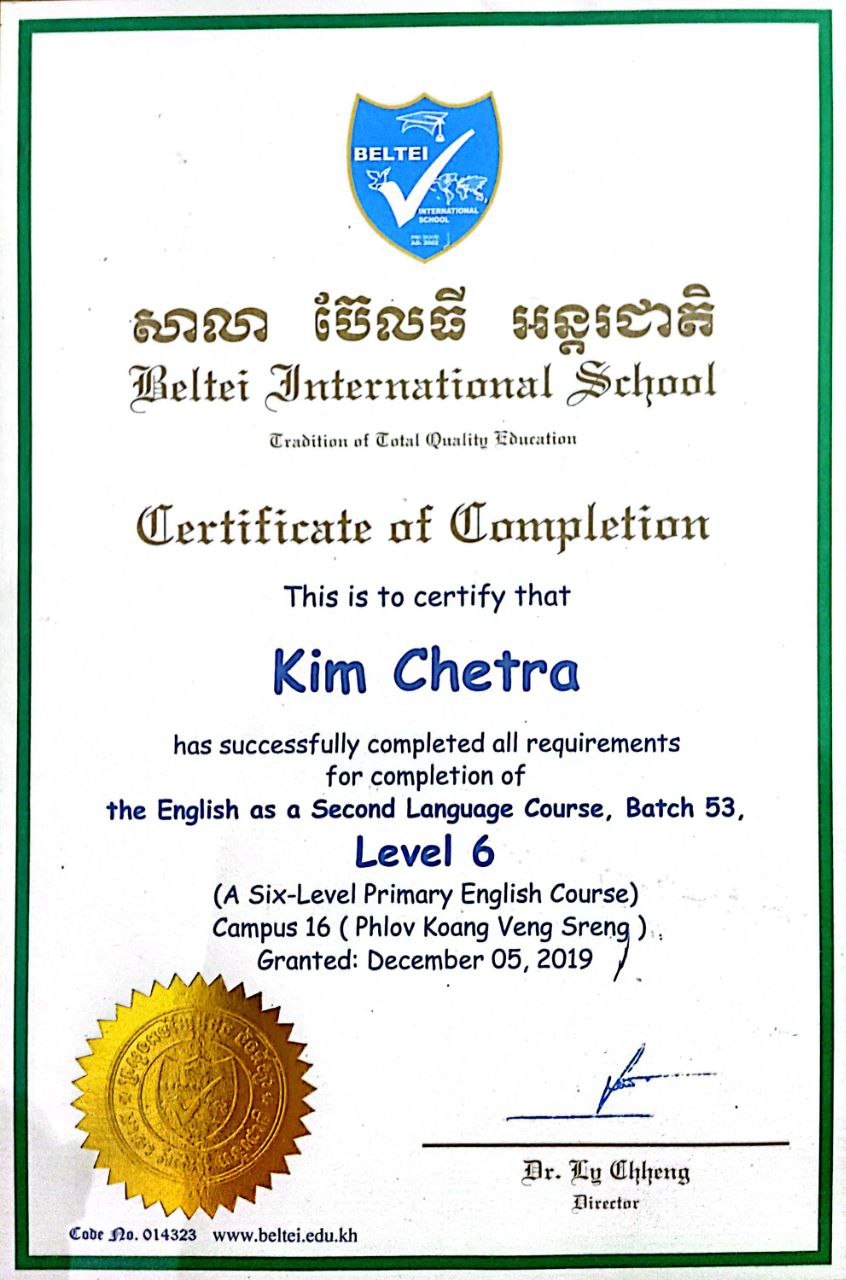 BELTEI
INTERNATIONAL
SCHOOL
សាលា ប៊ែលធី អន្តរជាតិ
Beltei International School
Tradition of Total Quality Education
Certificate of Completion
This is to certify that
Kim Chetra
has successfully completed all requirements
for completion of
the English as a Second Language Course, Batch 53,
Level 6
(A Six-Level Primary English Course)
Campus 16 ( Phlov Koang Veng Sreng )
Granted: December 05, 2019
Dr. Ly Chheng
Director
Code No. 014323 www.beltei.edu.kh